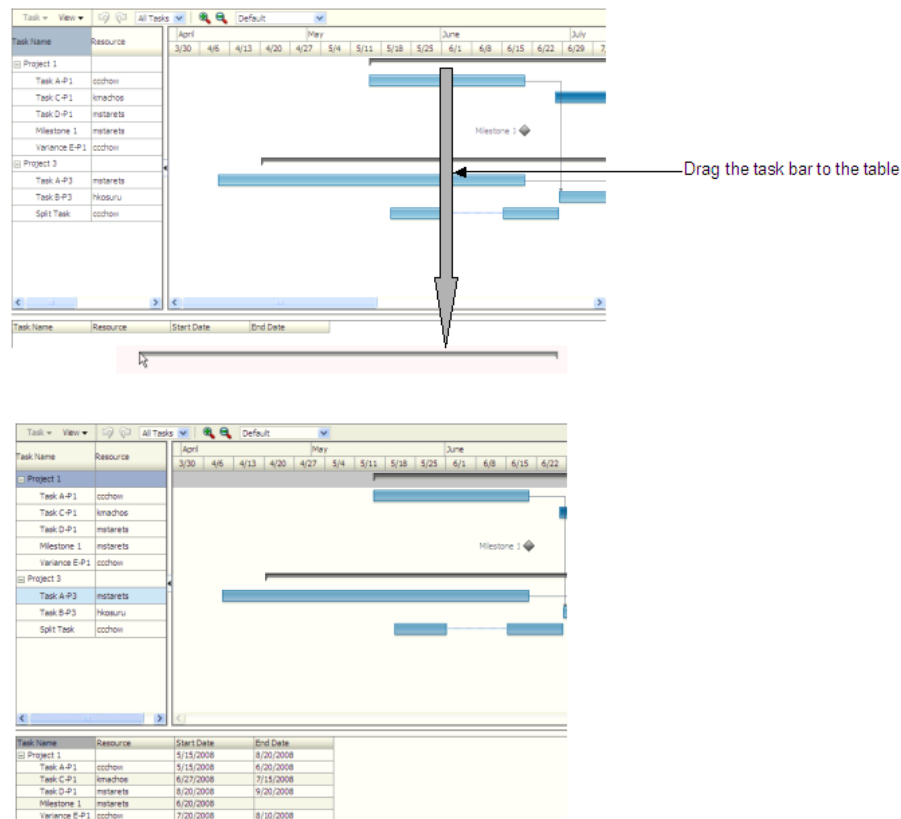 Task View All Tasks Default
Task Name Resource April May June July
3/30 4/6 4/13 4/20 4/27 5/4 5/11 5/18 5/25 6/1 6/8 6/15 6/22 6/29 7
Project 1
Task A-P1 ccchow
Task C-P1 kmachos
Task D-P1 mstarets
Milestone 1 mstarets Milestone 1
Variance E-P1 ccchow
Project 3
Drag the task bar to the table
Task A-P3 mstarets
Task B-P3 hkosuru
Split Task ccchow
Task Name Resource Start Date End Date
Task View All Tasks Default
Task Name Resource April May June
3/30 4/6 4/13 4/20 4/27 5/4 5/11 5/18 5/25 6/1 6/8 6/15 6/22
Project 1
Task A-P1 ccchow
Task C-P1 kmachos
Task D-P1 mstarets
Milestone 1 mstarets Milestone 1
Variance E-P1 ccchow
Project 3
Task A-P3 mstarets
Task B-P3 hkosuru
Split Task ccchow
Task Name Resource Start Date End Date
Project 1 5/15/2008 8/20/2008
Task A-P1 ccchow 5/15/2008 6/20/2008
Task C-P1 kmachos 6/27/2008 7/15/2008
Task D-P1 mstarets 8/20/2008 9/20/2008
Milestone 1 mstarets 6/20/2008
Variance E-P1 ccchow 7/20/2008 8/10/2008